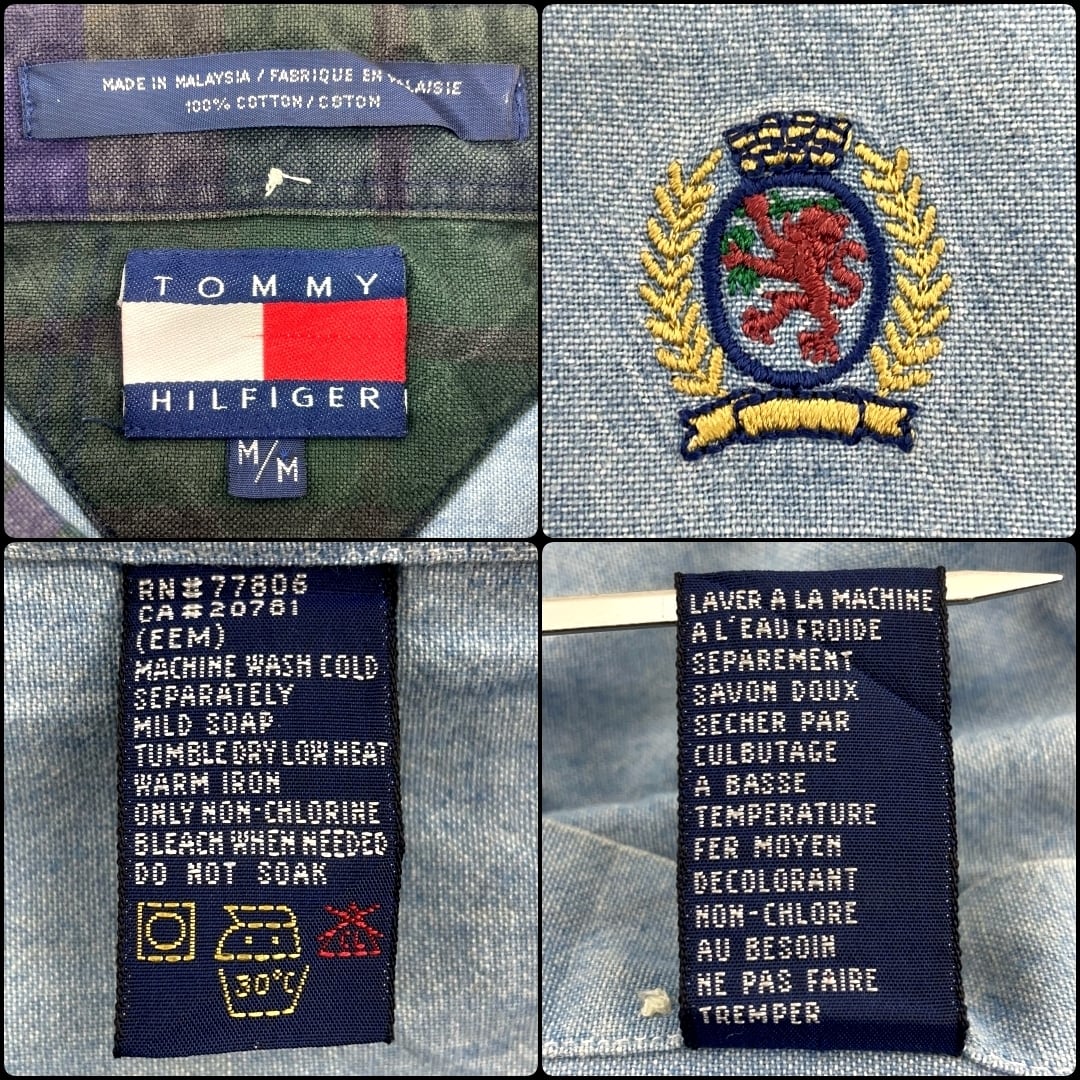 MADE IN MALAYSIA / FABRIQUE EN MALAISIE
100% COTTON/COTON
TOMMY
HILFIGER
M/M
RN#77806
CA#20781
(EEM)
MACHINE WASH COLD
SEPARATELY
MILD SOAP
TUMBLE DRY LOW HEAT
WARM IRON
ONLY NON-CHLORINE
BLEACH WHEN NEEDED
DO NOT SOAK
30°C
LAVER A LA MACHINE
A L'EAU FROIDE
SEPAREMENT
SAVON DOUX
SECHER PAR
CULBUTAGE
A BASSE
TEMPERATURE
FER MOYEN
DECOLORANT
NON-CHLORE
AU BESOIN
NE PAS FAIRE
TREMPER